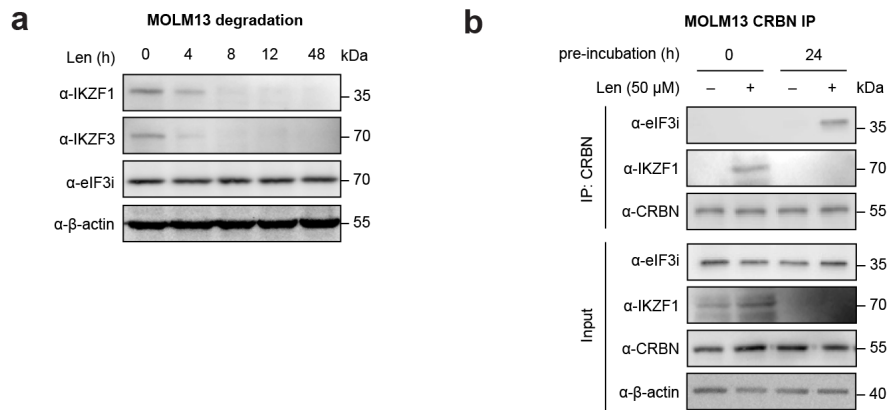 a
MOLM13 degradation
Len (h) 0 4 8 12 48 kDa
α-IKZF1 35
α-IKZF3 70
α-eIF3i 70
α-β-actin 55
b
MOLM13 CRBN IP
pre-incubation (h) 0 24
Len (50 μM) – + – + kDa
IP: CRBN
α-eIF3i 35
α-IKZF1 70
α-CRBN 55
Input
α-eIF3i 35
α-IKZF1 70
α-CRBN 55
α-β-actin 40